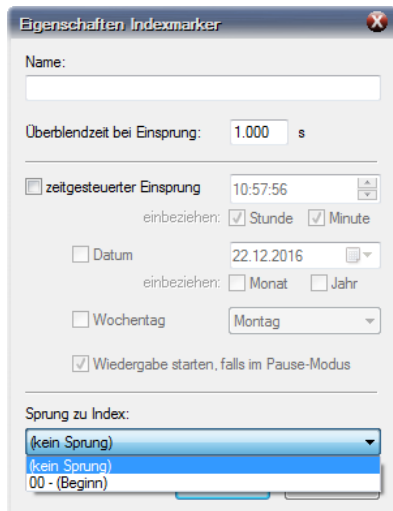 Eigenschaften Indexmarker
Name:
Überblendzeit bei Einsprung: 1.000 s
zeitgesteuerter Einsprung 10:57:56
einbeziehen: Stunde Minute
Datum 22.12.2016
einbeziehen: Monat Jahr
Wochentag Montag
Wiedergabe starten, falls im Pause-Modus
Sprung zu Index:
(kein Sprung)
(kein Sprung)
00 - (Beginn)